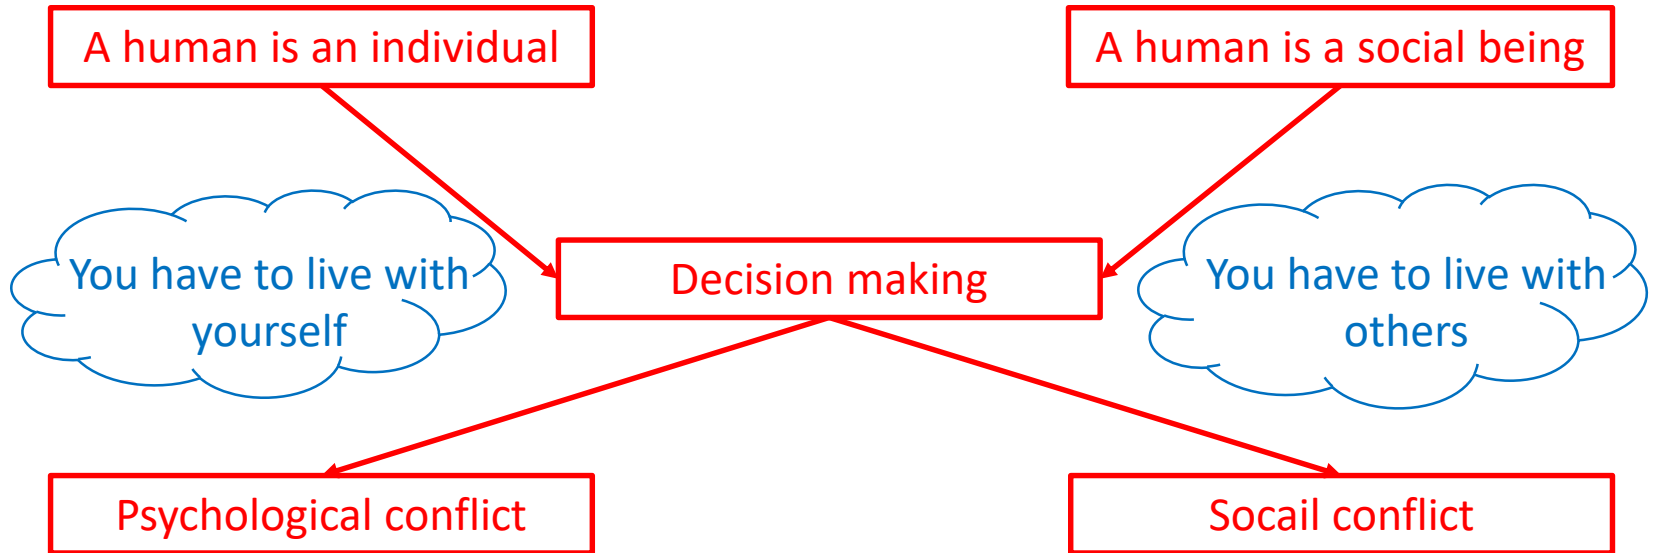 A human is an individual
A human is a social being
You have to live with
yourself
Decision making
You have to live with
others
Psychological conflict
Socail conflict